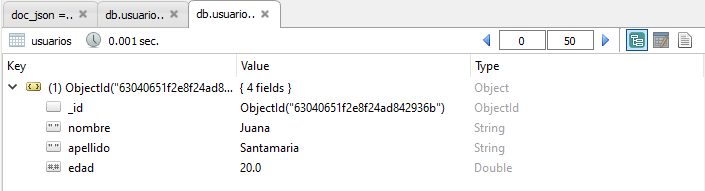 doc_json =.. db.usuario.. db.usuario..
usuarios 0.001 sec. 0 50
Key Value Type
(1) ObjectId("63040651f2e8f24ad8... { 4 fields } Object
_id ObjectId("63040651f2e8f24ad842936b") ObjectId
" " nombre Juana String
" " apellido Santamaria String
## edad 20.0 Double